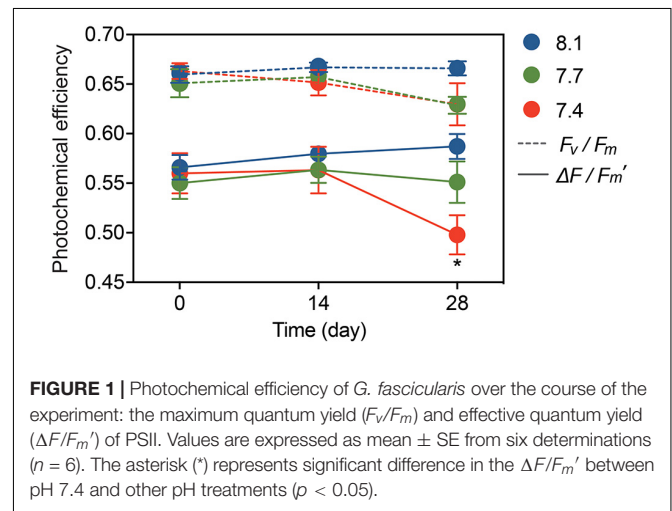 0.70
0.65
0.60
0.55
0.50
0.45
Photochemical efficiency
0
14
28
Time (day)
*
8.1
7.7
7.4
Fv / Fm
ΔF / Fm′
FIGURE 1 | Photochemical efficiency of G. fascicularis over the course of the
experiment: the maximum quantum yield (Fv/Fm) and effective quantum yield
(ΔF/Fm′) of PSII. Values are expressed as mean ± SE from six determinations
(n = 6). The asterisk (*) represents significant difference in the ΔF/Fm′ between
pH 7.4 and other pH treatments (p < 0.05).